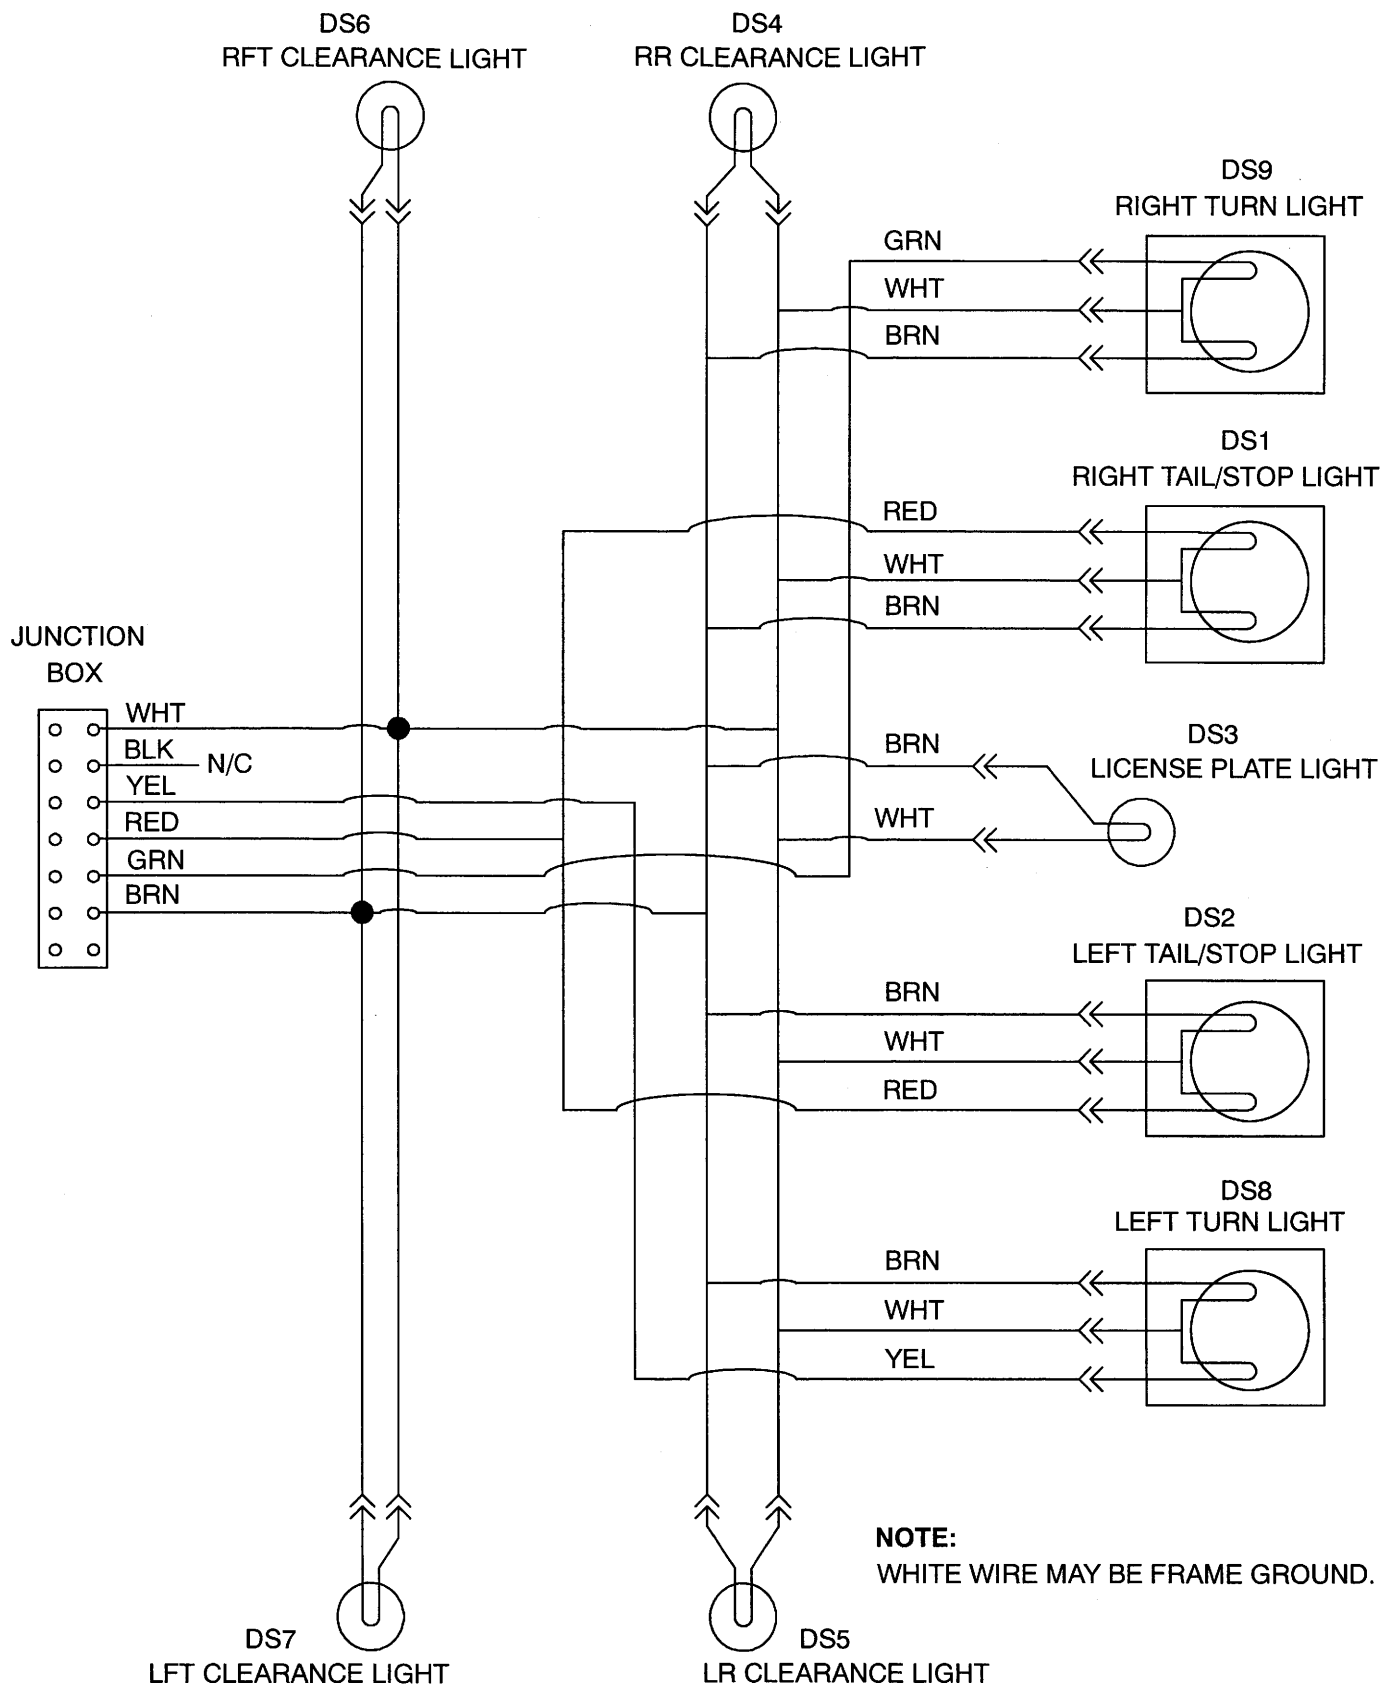 DS6
RFT CLEARANCE LIGHT
DS4
RR CLEARANCE LIGHT
DS9
RIGHT TURN LIGHT
GRN
WHT
BRN
DS1
RIGHT TAIL/STOP LIGHT
RED
WHT
BRN
JUNCTION
BOX
WHT
BLK
N/C
YEL
RED
GRN
BRN
DS3
LICENSE PLATE LIGHT
BRN
WHT
DS2
LEFT TAIL/STOP LIGHT
BRN
WHT
RED
DS8
LEFT TURN LIGHT
BRN
WHT
YEL
NOTE:
WHITE WIRE MAY BE FRAME GROUND.
DS7
LFT CLEARANCE LIGHT
DS5
LR CLEARANCE LIGHT